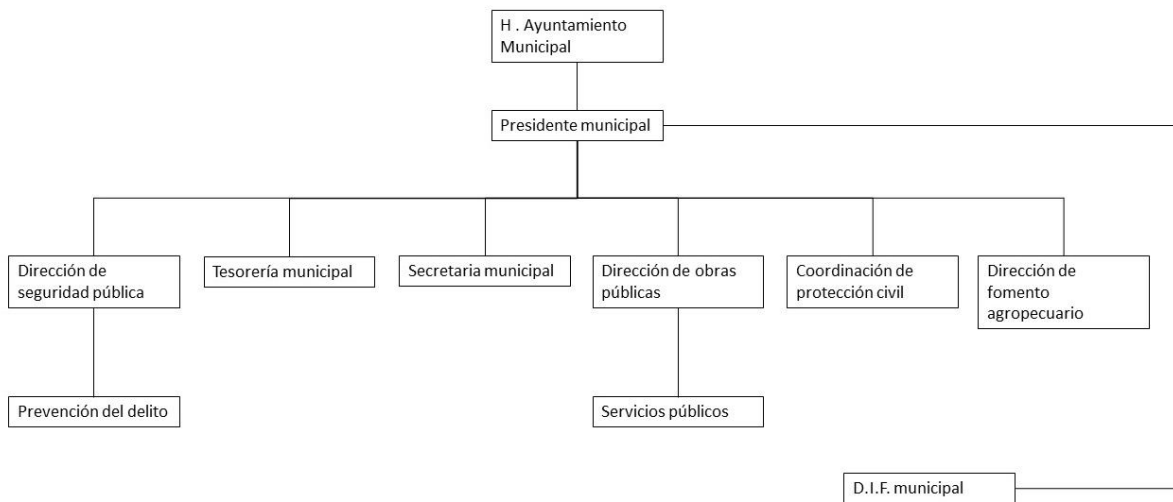 H . Ayuntamiento
Municipal
Presidente municipal
Dirección de
seguridad pública
Tesorería municipal
Secretaria municipal
Dirección de obras
públicas
Coordinación de
protección civil
Dirección de
fomento
agropecuario
Prevención del delito
Servicios públicos
D.I.F. municipal